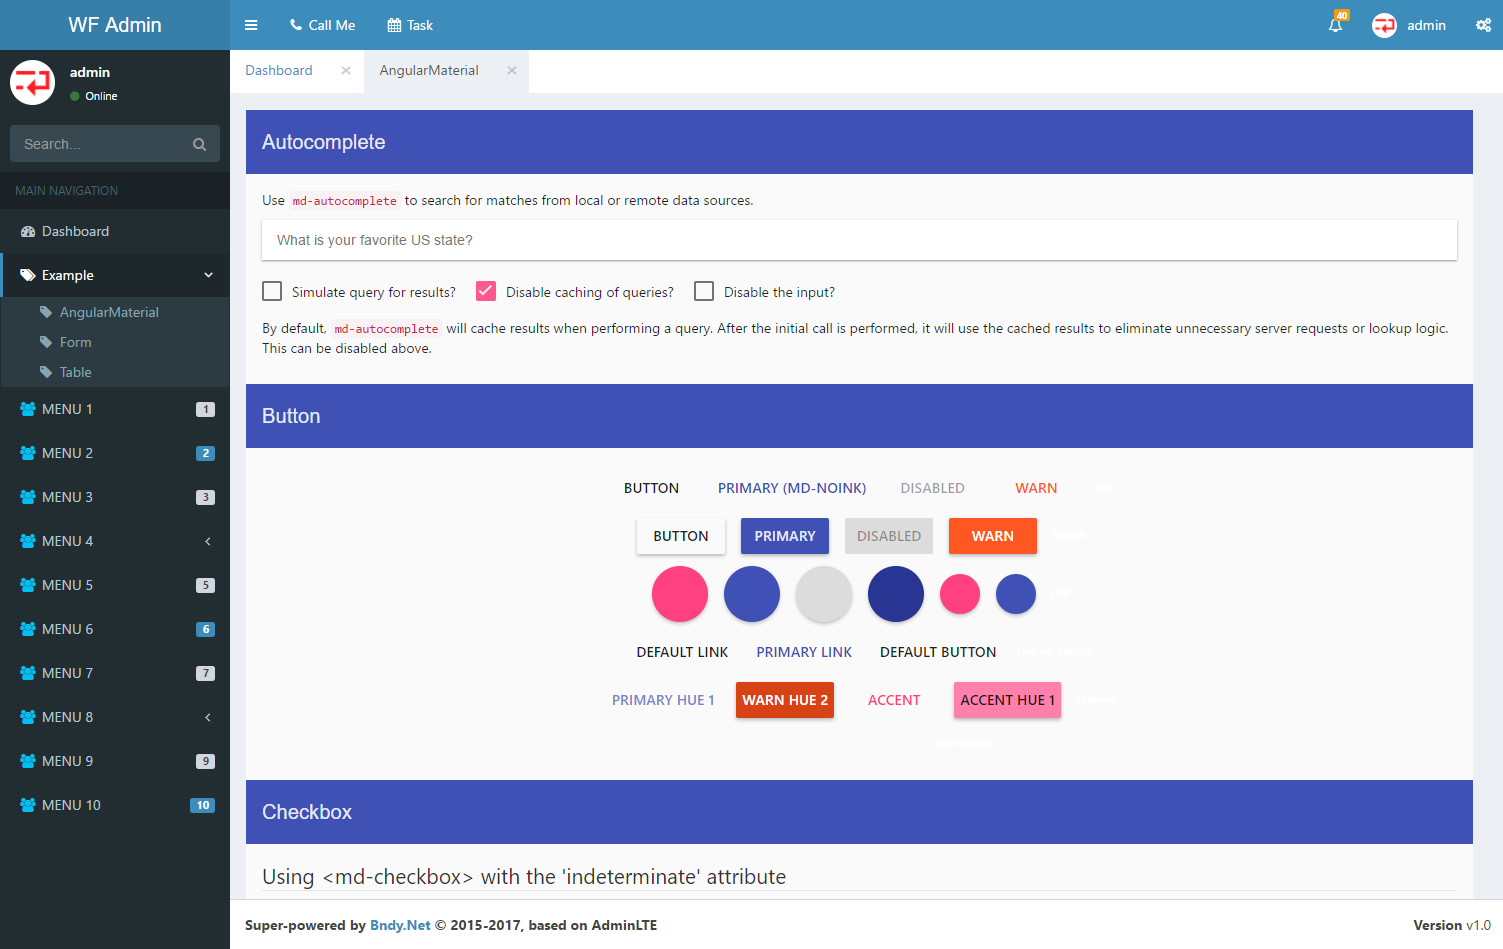 WF Admin
Call Me
Task
40
admin
admin
Online
Search...
MAIN NAVIGATION
Dashboard
Example
AngularMaterial
Form
Table
MENU 1 1
MENU 2 2
MENU 3 3
MENU 4
MENU 5 5
MENU 6 6
MENU 7 7
MENU 8
MENU 9 9
MENU 10 10
Dashboard
AngularMaterial
Autocomplete
Use md-autocomplete to search for matches from local or remote data sources.
What is your favorite US state?
Simulate query for results? Disable caching of queries? Disable the input?
By default, md-autocomplete will cache results when performing a query. After the initial call is performed, it will use the cached results to eliminate unnecessary server requests or lookup logic.
This can be disabled above.
Button
BUTTON PRIMARY (MD-NOINK) DISABLED WARN
BUTTON PRIMARY DISABLED WARN
DEFAULT LINK PRIMARY LINK DEFAULT BUTTON
PRIMARY HUE 1 WARN HUE 2 ACCENT ACCENT HUE 1
Checkbox
Using <md-checkbox> with the 'indeterminate' attribute
Super-powered by Bndy.Net © 2015-2017, based on AdminLTE
Version v1.0